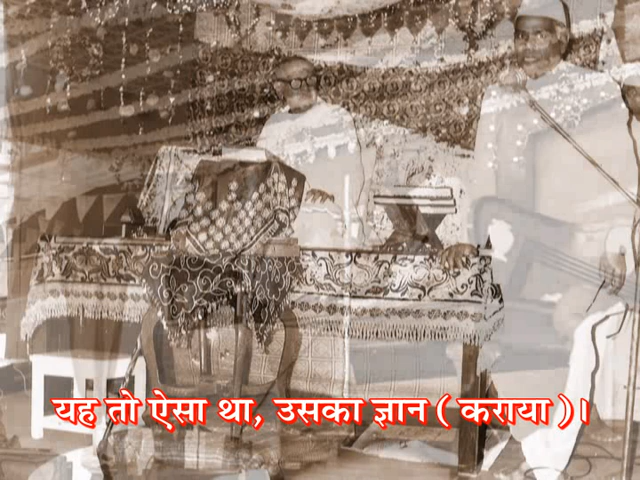 यह तो ऐसा था, उसका ज्ञान ( कराया )।